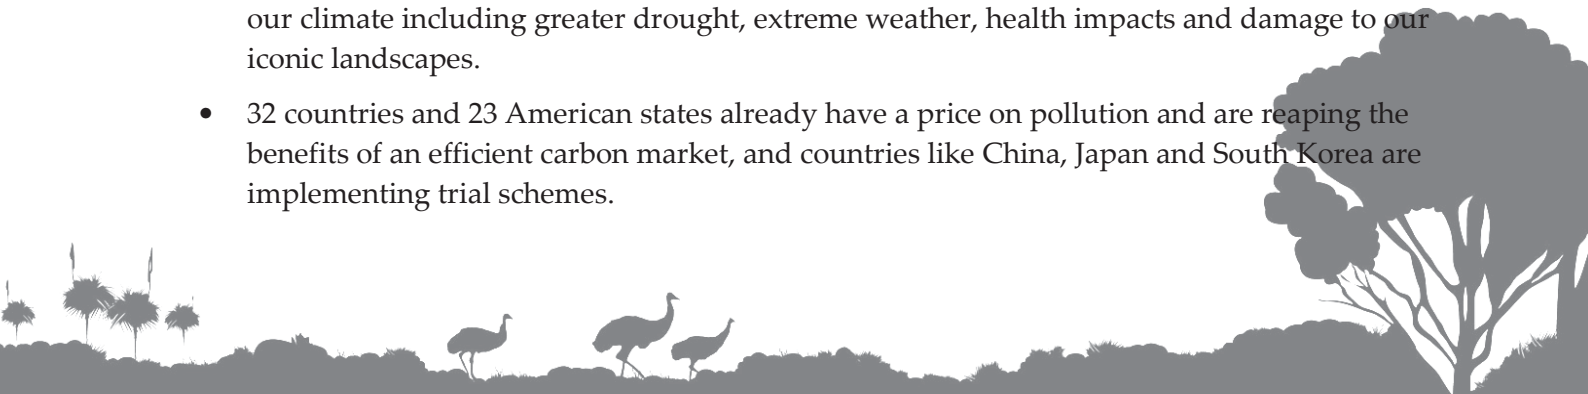 our climate including greater drought, extreme weather, health impacts and damage to our
iconic landscapes.
• 32 countries and 23 American states already have a price on pollution and are reaping the
benefits of an efficient carbon market, and countries like China, Japan and South Korea are
implementing trial schemes.